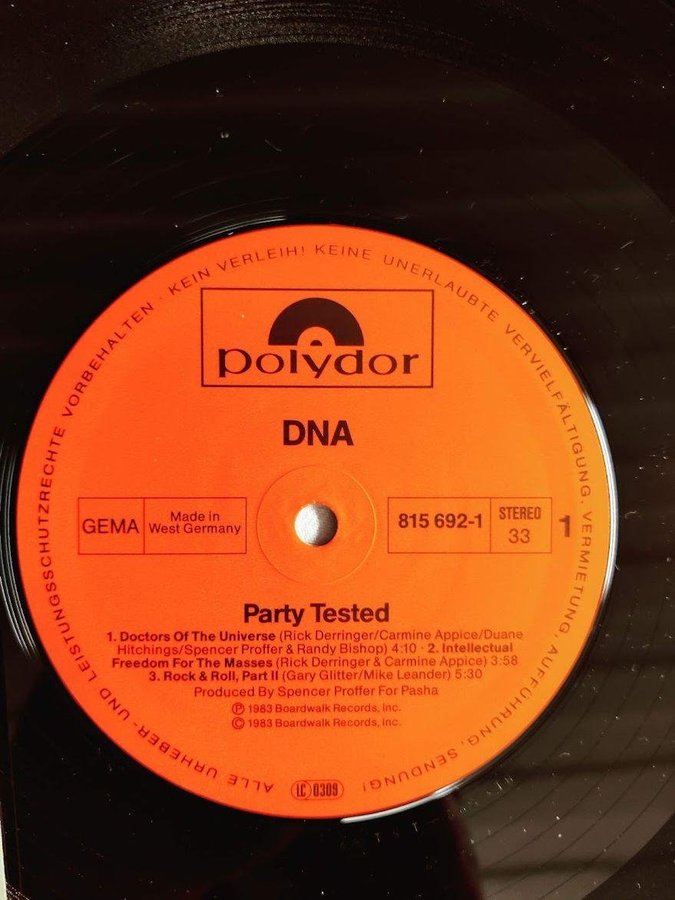 ALLE URHEBER- UND LEISTUNGSSCHUTZRECHTE VORBEHALTEN · KEIN VERLEIH! KEINE UNERLAUBTE VERVIELFÄLTIGUNG, VERMIETUNG, AUFFÜHRUNG, SENDUNG!
polydor
DNA
GEMA
Made in
West Germany
815 692-1
STEREO
33
1
Party Tested
1. Doctors Of The Universe (Rick Derringer/Carmine Appice/Duane
Hitchings/Spencer Proffer & Randy Bishop) 4:10 · 2. Intellectual
Freedom For The Masses (Rick Derringer & Carmine Appice) 3:58
3. Rock & Roll, Part II (Gary Glitter/Mike Leander) 5:30
Produced By Spencer Proffer For Pasha
Ⓟ 1983 Boardwalk Records, Inc.
© 1983 Boardwalk Records, Inc.
LC 0309